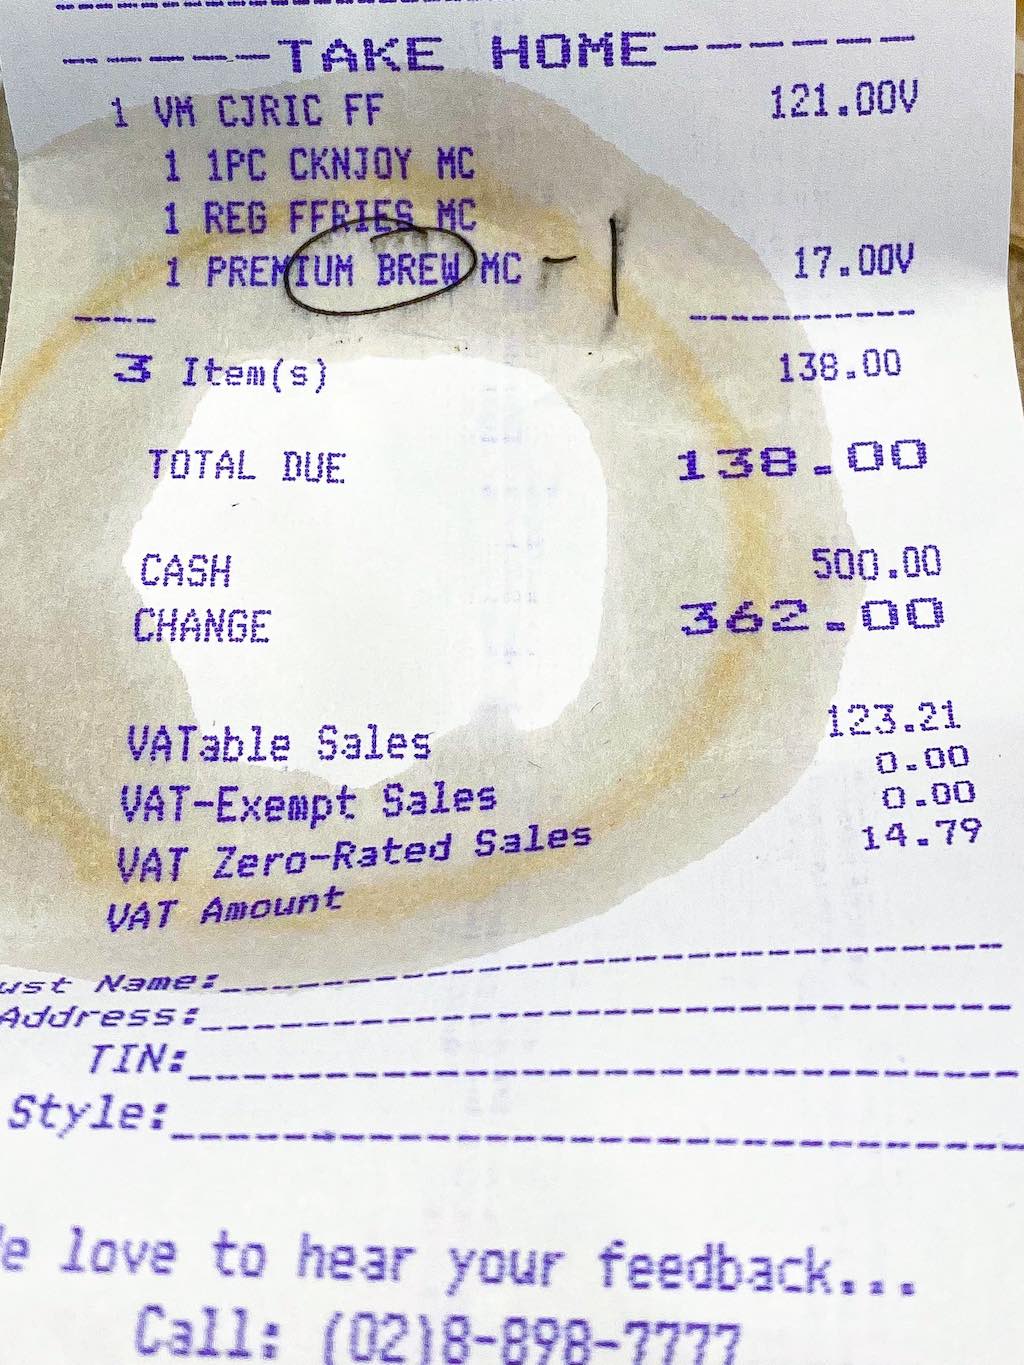 ------TAKE HOME------
1 VM CJRIC FF 121.00V
1 1PC CKNJOY MC
1 REG FFRIES MC
1 PREMIUM BREW MC - 1 17.00V
3 Item(s) 138.00
TOTAL DUE 138.00
CASH 500.00
CHANGE 362.00
VATable Sales 123.21
VAT-Exempt Sales 0.00
VAT Zero-Rated Sales 0.00
VAT Amount 14.79
ust Name:
Address:
TIN:
Style:
e love to hear your feedback...
Call: (02)8-898-7777